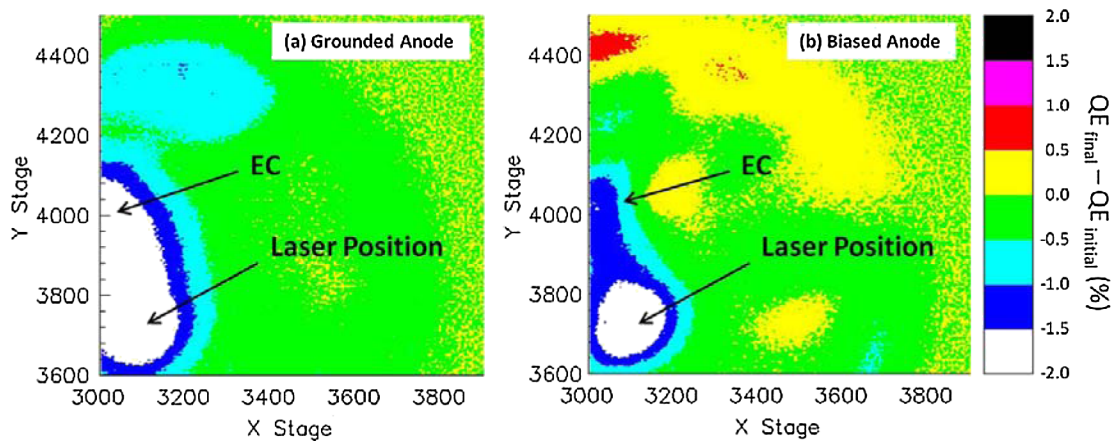 (a) Grounded Anode
(b) Biased Anode
EC
EC
Laser Position
Laser Position
Y Stage
4400
4200
4000
3800
3600
3000
3200
3400
3600
3800
X Stage
Y Stage
4400
4200
4000
3800
3600
3000
3200
3400
3600
3800
X Stage
2.0
1.5
1.0
0.5
0.0
-0.5
-1.0
-1.5
-2.0
QE final – QE initial (%)